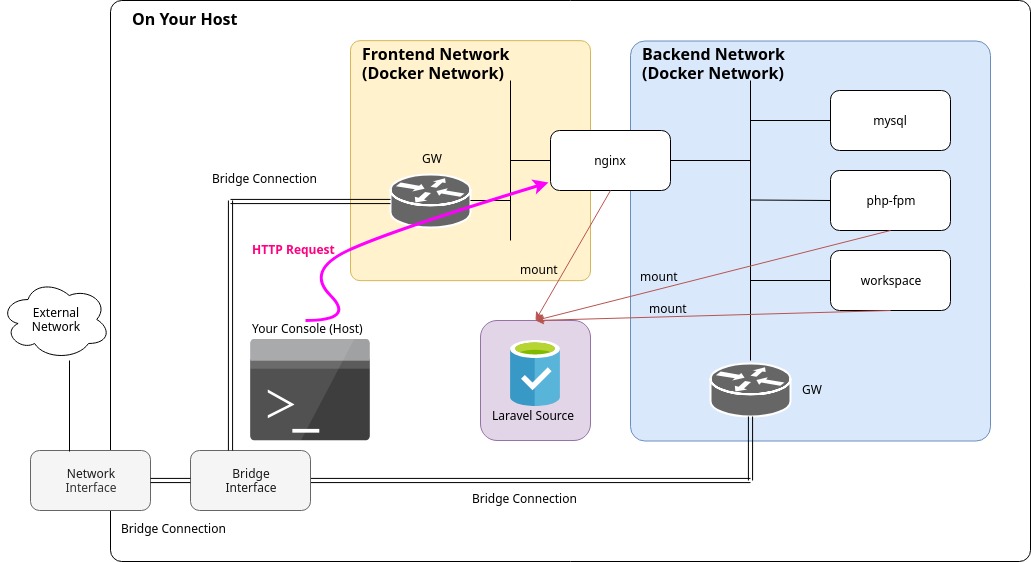 On Your Host
Frontend Network
(Docker Network)
Backend Network
(Docker Network)
mysql
GW
nginx
Bridge Connection
php-fpm
HTTP Request
mount
mount
workspace
mount
External
Network
Your Console (Host)
>_
GW
Laravel Source
Network
Interface
Bridge
Interface
Bridge Connection
Bridge Connection